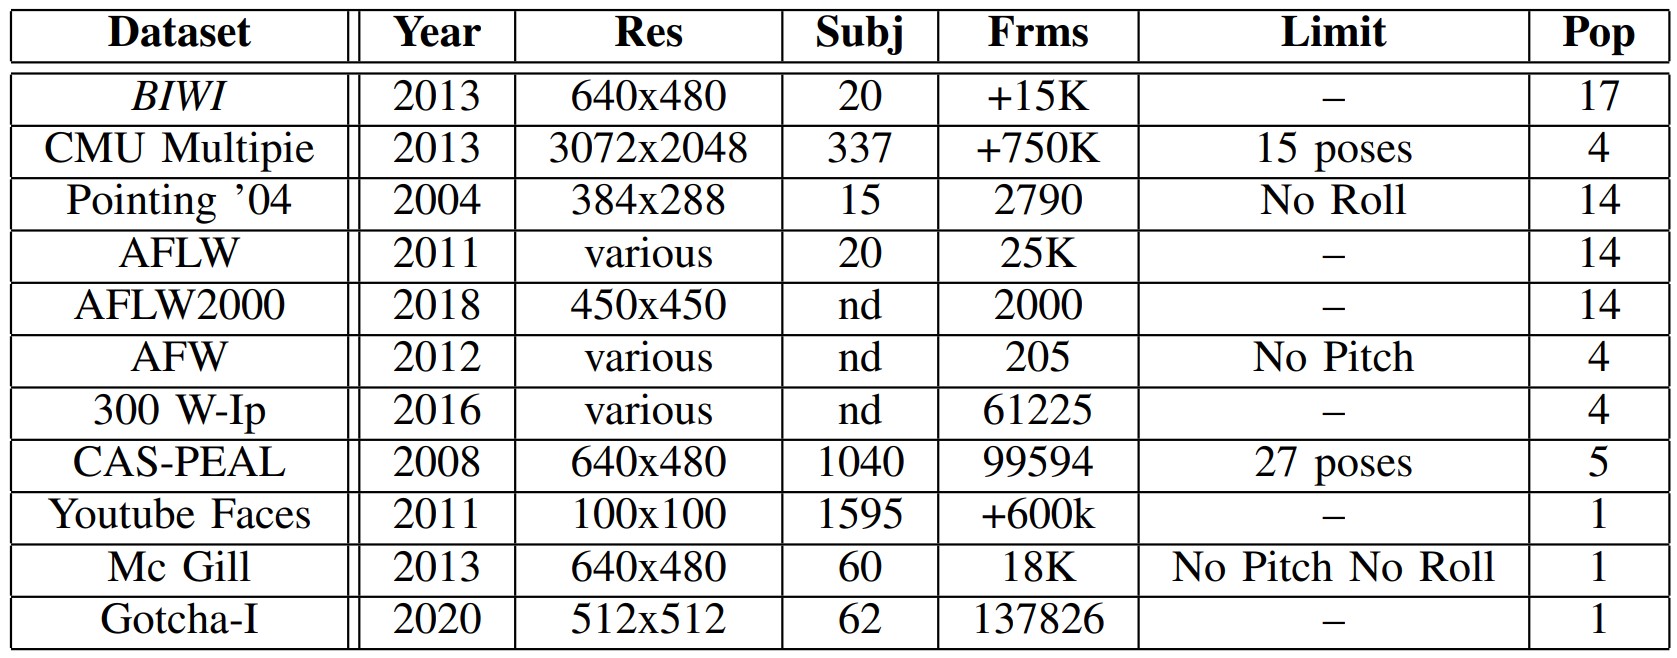 Dataset Year Res Subj Frms Limit Pop
BIWI 2013 640x480 20 +15K – 17
CMU Multipie 2013 3072x2048 337 +750K 15 poses 4
Pointing ’04 2004 384x288 15 2790 No Roll 14
AFLW 2011 various 20 25K – 14
AFLW2000 2018 450x450 nd 2000 – 14
AFW 2012 various nd 205 No Pitch 4
300 W-Ip 2016 various nd 61225 – 4
CAS-PEAL 2008 640x480 1040 99594 27 poses 5
Youtube Faces 2011 100x100 1595 +600k – 1
Mc Gill 2013 640x480 60 18K No Pitch No Roll 1
Gotcha-I 2020 512x512 62 137826 – 1